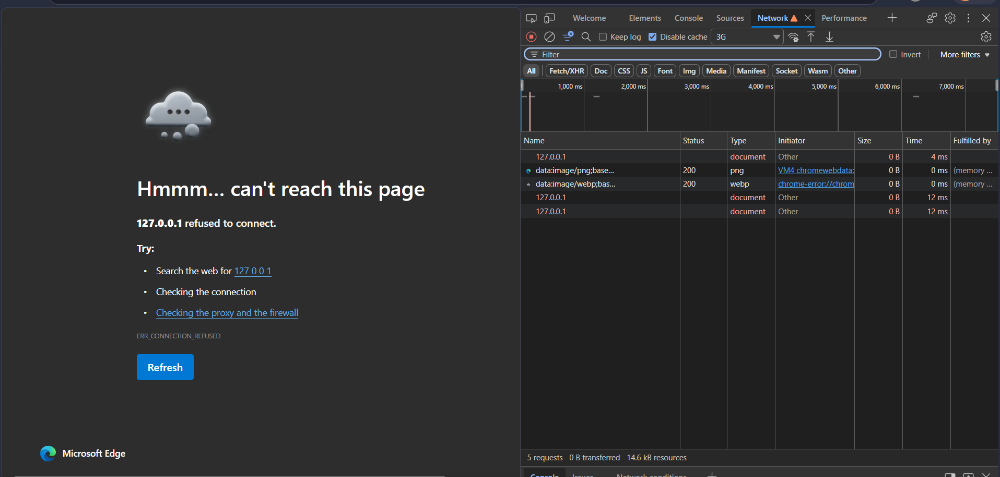 Hmmm... can't reach this page
127.0.0.1 refused to connect.
Try:
• Search the web for 127 0 0 1
• Checking the connection
• Checking the proxy and the firewall
ERR_CONNECTION_REFUSED
Refresh
Microsoft Edge
Welcome Elements Console Sources Network Performance
Keep log Disable cache 3G
Filter Invert More filters
All Fetch/XHR Doc CSS JS Font Img Media Manifest Socket Wasm Other
1,000 ms 2,000 ms 3,000 ms 4,000 ms 5,000 ms 6,000 ms 7,000 ms
Name Status Type Initiator Size Time Fulfilled by
127.0.0.1 document Other 0 B 4 ms
data:image/png;base... 200 png VM4 chromewebdata: 0 B 0 ms (memory ...
data:image/webp;bas... 200 webp chrome-error://chrom 0 B 0 ms (memory ...
127.0.0.1 document Other 0 B 12 ms
127.0.0.1 document Other 0 B 12 ms
5 requests 0 B transferred 14.6 kB resources
Console Issues Network conditions